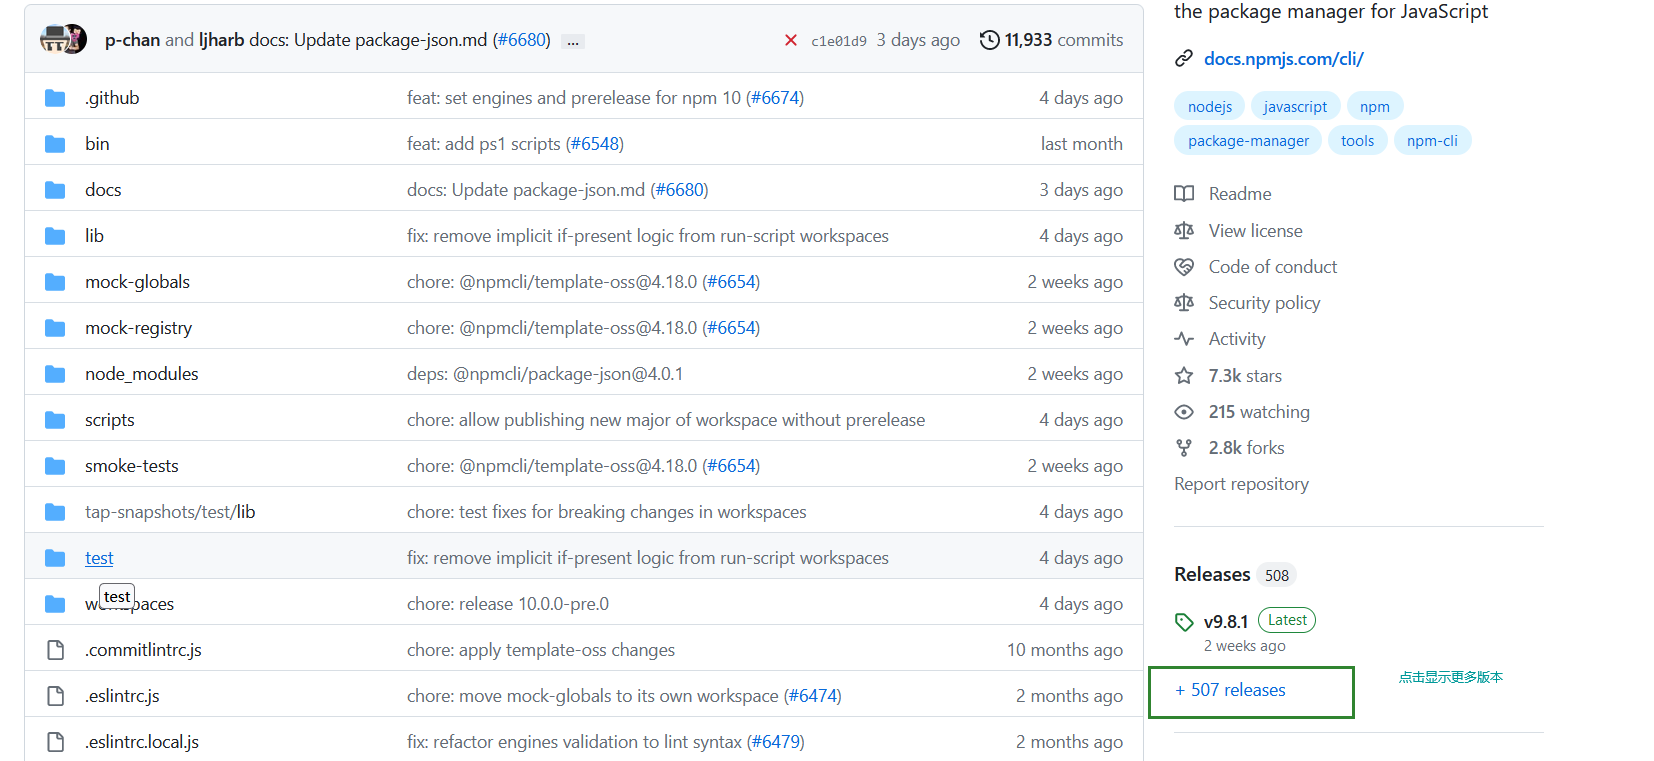 p-chan and ljharb docs: Update package-json.md (#6680) ... c1e01d9 3 days ago 11,933 commits
.github feat: set engines and prerelease for npm 10 (#6674) 4 days ago
bin feat: add ps1 scripts (#6548) last month
docs docs: Update package-json.md (#6680) 3 days ago
lib fix: remove implicit if-present logic from run-script workspaces 4 days ago
mock-globals chore: @npmcli/template-oss@4.18.0 (#6654) 2 weeks ago
mock-registry chore: @npmcli/template-oss@4.18.0 (#6654) 2 weeks ago
node_modules deps: @npmcli/package-json@4.0.1 2 weeks ago
scripts chore: allow publishing new major of workspace without prerelease 4 days ago
smoke-tests chore: @npmcli/template-oss@4.18.0 (#6654) 2 weeks ago
tap-snapshots/test/lib chore: test fixes for breaking changes in workspaces 4 days ago
test fix: remove implicit if-present logic from run-script workspaces 4 days ago
test
chore: release 10.0.0-pre.0 4 days ago
.commitlintrc.js chore: apply template-oss changes 10 months ago
.eslintrc.js chore: move mock-globals to its own workspace (#6474) 2 months ago
.eslintrc.local.js fix: refactor engines validation to lint syntax (#6479) 2 months ago
the package manager for JavaScript
docs.npmjs.com/cli/
nodejs javascript npm
package-manager tools npm-cli
Readme
View license
Code of conduct
Security policy
Activity
7.3k stars
215 watching
2.8k forks
Report repository
Releases 508
v9.8.1 Latest
2 weeks ago
+ 507 releases
点击显示更多版本